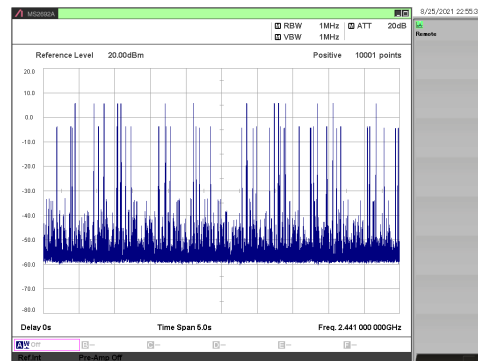 MS2692A
8/25/2021 22:55:3
RBW 1MHz ATT 20dB
VBW 1MHz
Remote
Reference Level 20.00dBm Positive 10001 points
20.0
10.0
0.0
-10.0
-20.0
-30.0
-40.0
-50.0
-60.0
-70.0
-80.0
Delay 0s Time Span 5.0s Freq. 2.441 000 000GHz
Off
Ref.Int Pre-Amp Off